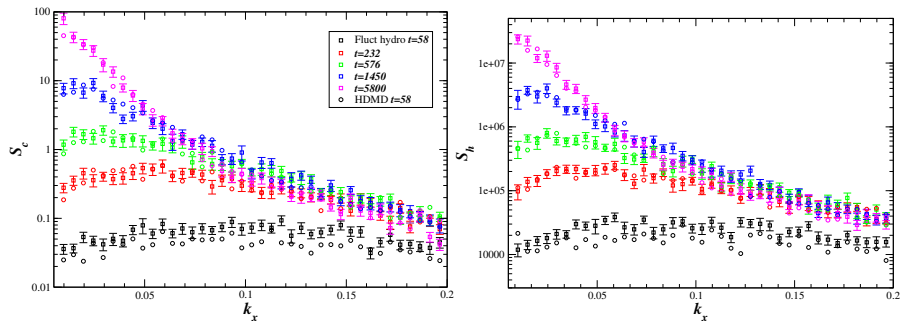 100
10
1
0.1
0.01
S_c
0.05
0.1
0.15
0.2
k_x
Fluct hydro t=58
t=232
t=576
t=1450
t=5800
HDMD t=58
1e+07
1e+06
1e+05
10000
S_h
0.05
0.1
0.15
0.2
k_x